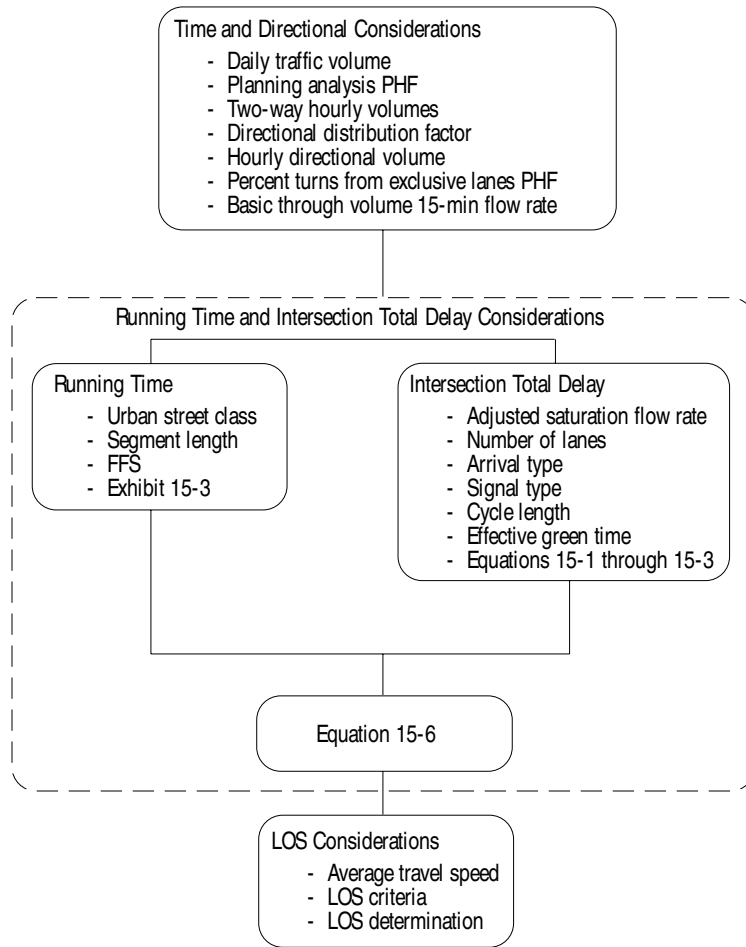 Time and Directional Considerations
- Daily traffic volume
- Planning analysis PHF
- Two-way hourly volumes
- Directional distribution factor
- Hourly directional volume
- Percent turns from exclusive lanes PHF
- Basic through volume 15-min flow rate
Running Time and Intersection Total Delay Considerations
Running Time
- Urban street class
- Segment length
- FFS
- Exhibit 15-3
Intersection Total Delay
- Adjusted saturation flow rate
- Number of lanes
- Arrival type
- Signal type
- Cycle length
- Effective green time
- Equations 15-1 through 15-3
Equation 15-6
LOS Considerations
- Average travel speed
- LOS criteria
- LOS determination